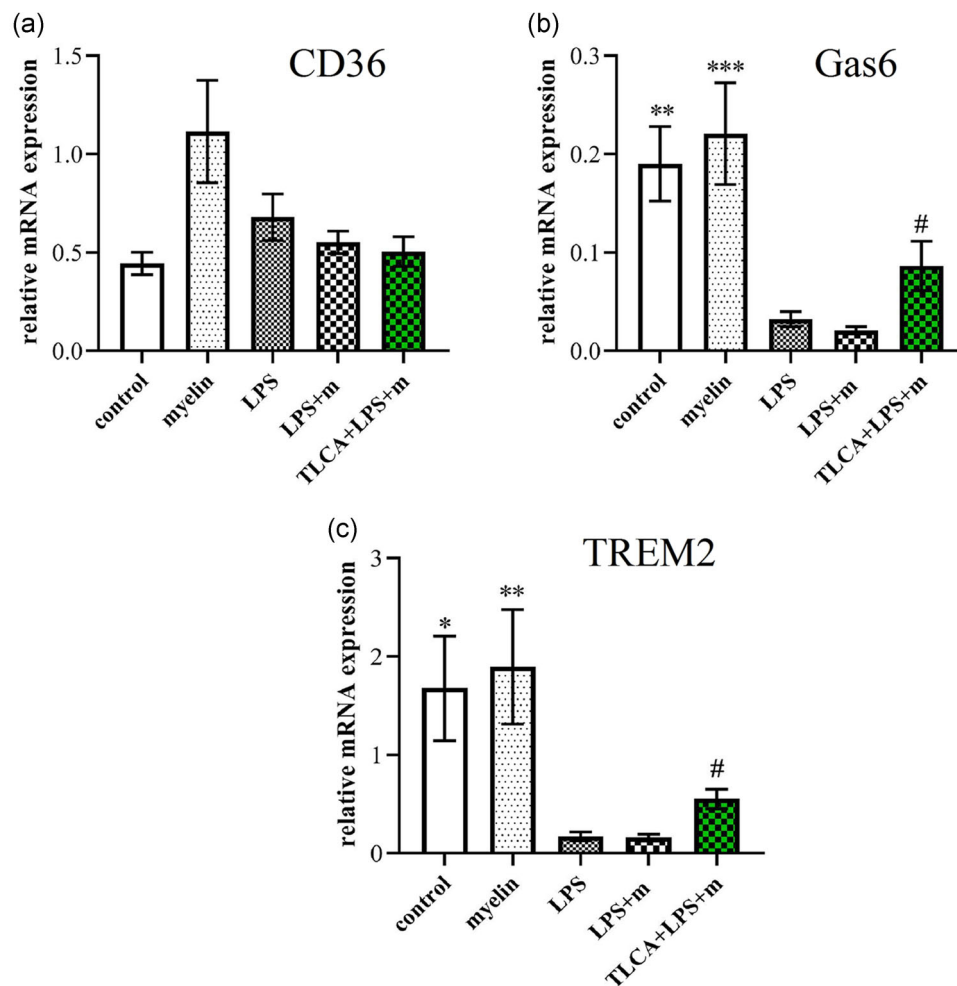 (a)
CD36
relative mRNA expression
1.5
1.0
0.5
0.0
control
myelin
LPS
LPS+m
TLCA+LPS+m
(b)
Gas6
relative mRNA expression
0.3
0.2
0.1
0.0
**
***
#
control
myelin
LPS
LPS+m
TLCA+LPS+m
(c)
TREM2
relative mRNA expression
3
2
1
0
*
**
#
control
myelin
LPS
LPS+m
TLCA+LPS+m